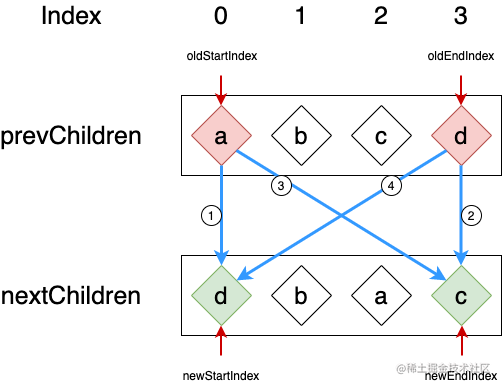 Index 0 1 2 3
oldStartIndex oldEndIndex
prevChildren a b c d
1 3 4 2
nextChildren d b a c
newStartIndex newEndIndex
@稀土掘金技术社区